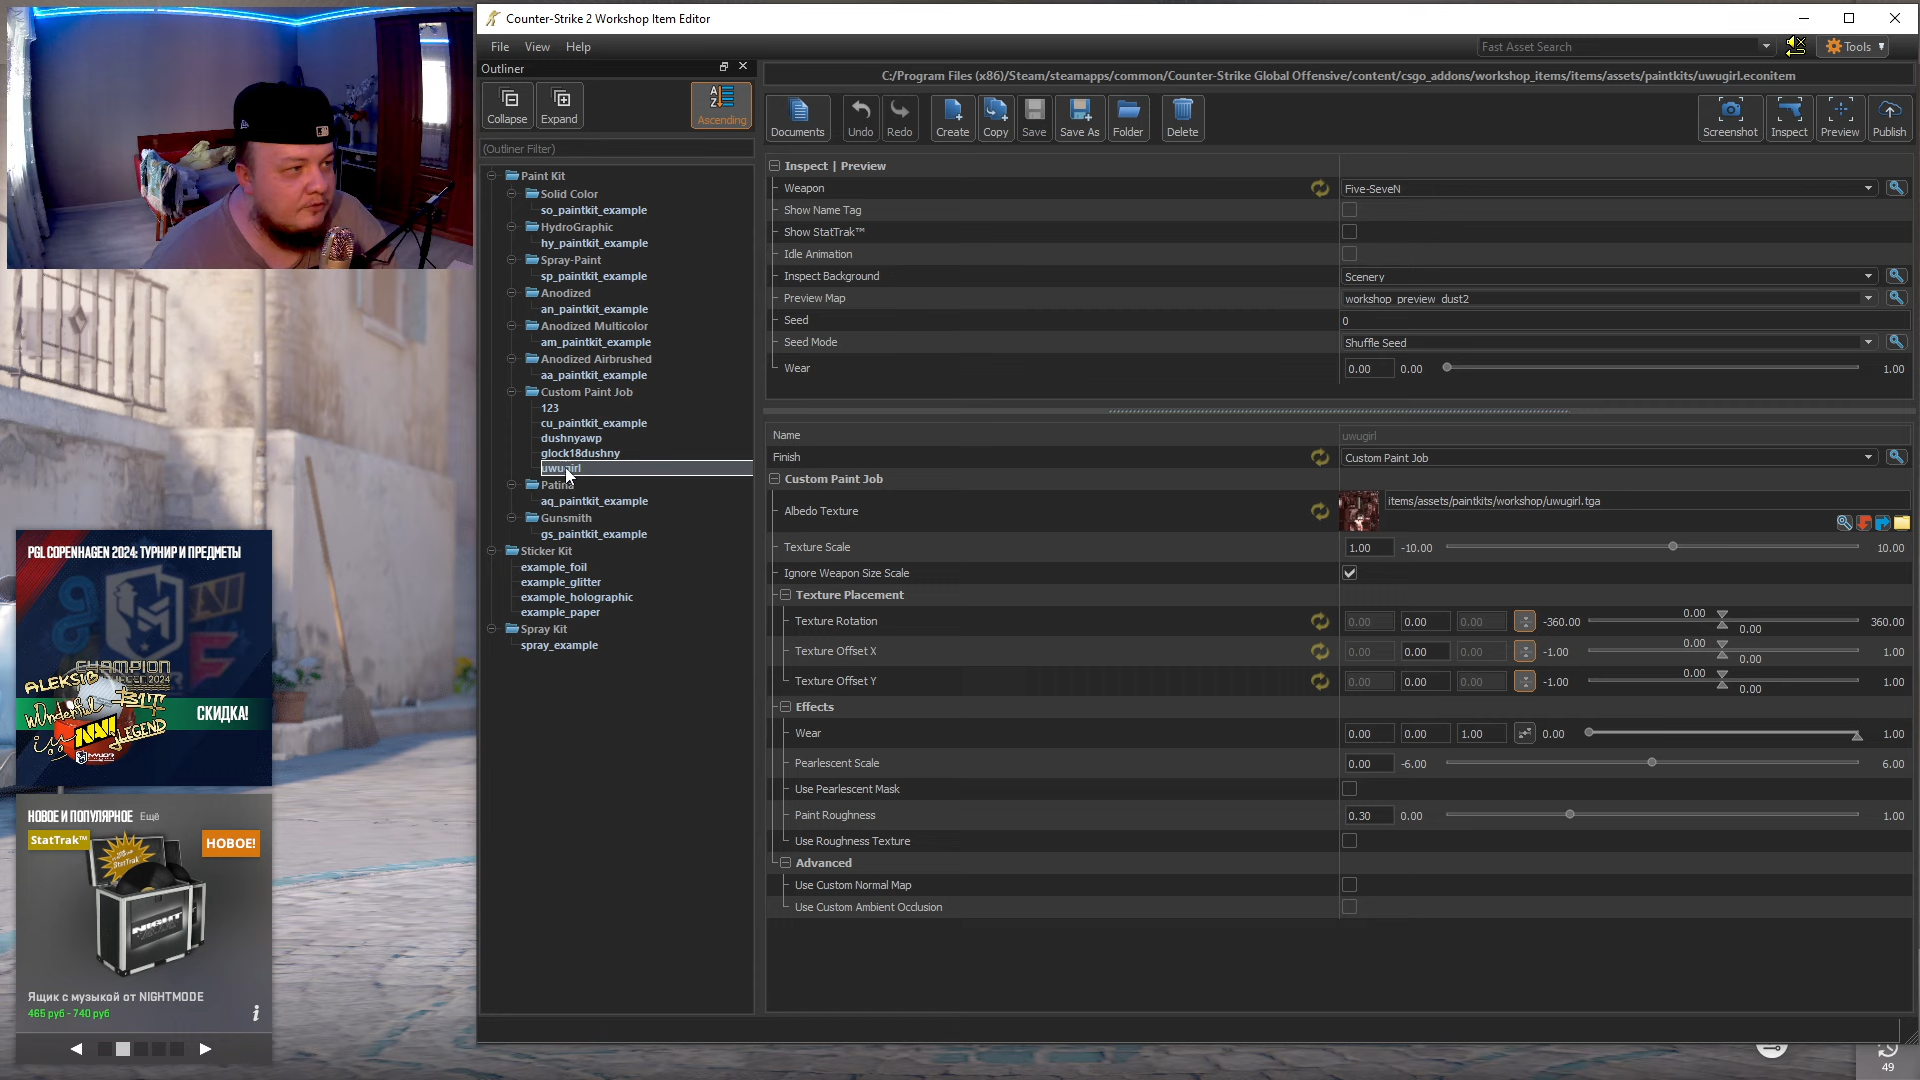 Counter-Strike 2 Workshop Item Editor
File View Help
Fast Asset Search
Tools
Outliner
C:/Program Files (x86)/Steam/steamapps/common/Counter-Strike Global Offensive/content/csgo_addons/workshop_items/items/assets/paintkits/uwugirl.econitem
Collapse
Expand
Ascending
Documents
Undo
Redo
Create
Copy
Save
Save As
Folder
Delete
Screenshot
Inspect
Preview
Publish
(Outliner Filter)
Paint Kit
Solid Color
so_paintkit_example
HydroGraphic
hy_paintkit_example
Spray-Paint
sp_paintkit_example
Anodized
an_paintkit_example
Anodized Multicolor
am_paintkit_example
Anodized Airbrushed
aa_paintkit_example
Custom Paint Job
123
cu_paintkit_example
dushnyawp
glock18dushny
uwugirl
Patina
aq_paintkit_example
Gunsmith
gs_paintkit_example
Sticker Kit
example_foil
example_glitter
example_holographic
example_paper
Spray Kit
spray_example
Inspect | Preview
Weapon Five-SeveN
Show Name Tag
Show StatTrak™
Idle Animation
Inspect Background Scenery
Preview Map workshop_preview_dust2
Seed 0
Seed Mode Shuffle Seed
Wear 0.00 0.00 1.00
Name uwugirl
Finish Custom Paint Job
Custom Paint Job
Albedo Texture items/assets/paintkits/workshop/uwugirl.tga
Texture Scale 1.00 -10.00 10.00
Ignore Weapon Size Scale
Texture Placement
Texture Rotation 0.00 0.00 0.00 -360.00 0.00 0.00 360.00
Texture Offset X 0.00 0.00 0.00 -1.00 0.00 0.00 1.00
Texture Offset Y 0.00 0.00 0.00 -1.00 0.00 0.00 1.00
Effects
Wear 0.00 0.00 1.00 0.00 1.00
Pearlescent Scale 0.00 -6.00 6.00
Use Pearlescent Mask
Paint Roughness 0.30 0.00 1.00
Use Roughness Texture
Advanced
Use Custom Normal Map
Use Custom Ambient Occlusion
PGL COPENHAGEN 2024: ТУРНИР И ПРЕДМЕТЫ
CHAMPION
2024
ALEKSIB
BIT
w0nderful
NAVI
LEGEND
iM
MAJOR
СКИДКА!
НОВОЕ И ПОПУЛЯРНОЕ Ещё
StatTrak™
StatTrak™
НОВОЕ!
NIGHT
MODE
Ящик с музыкой от NIGHTMODE
465 руб - 740 руб
i
49